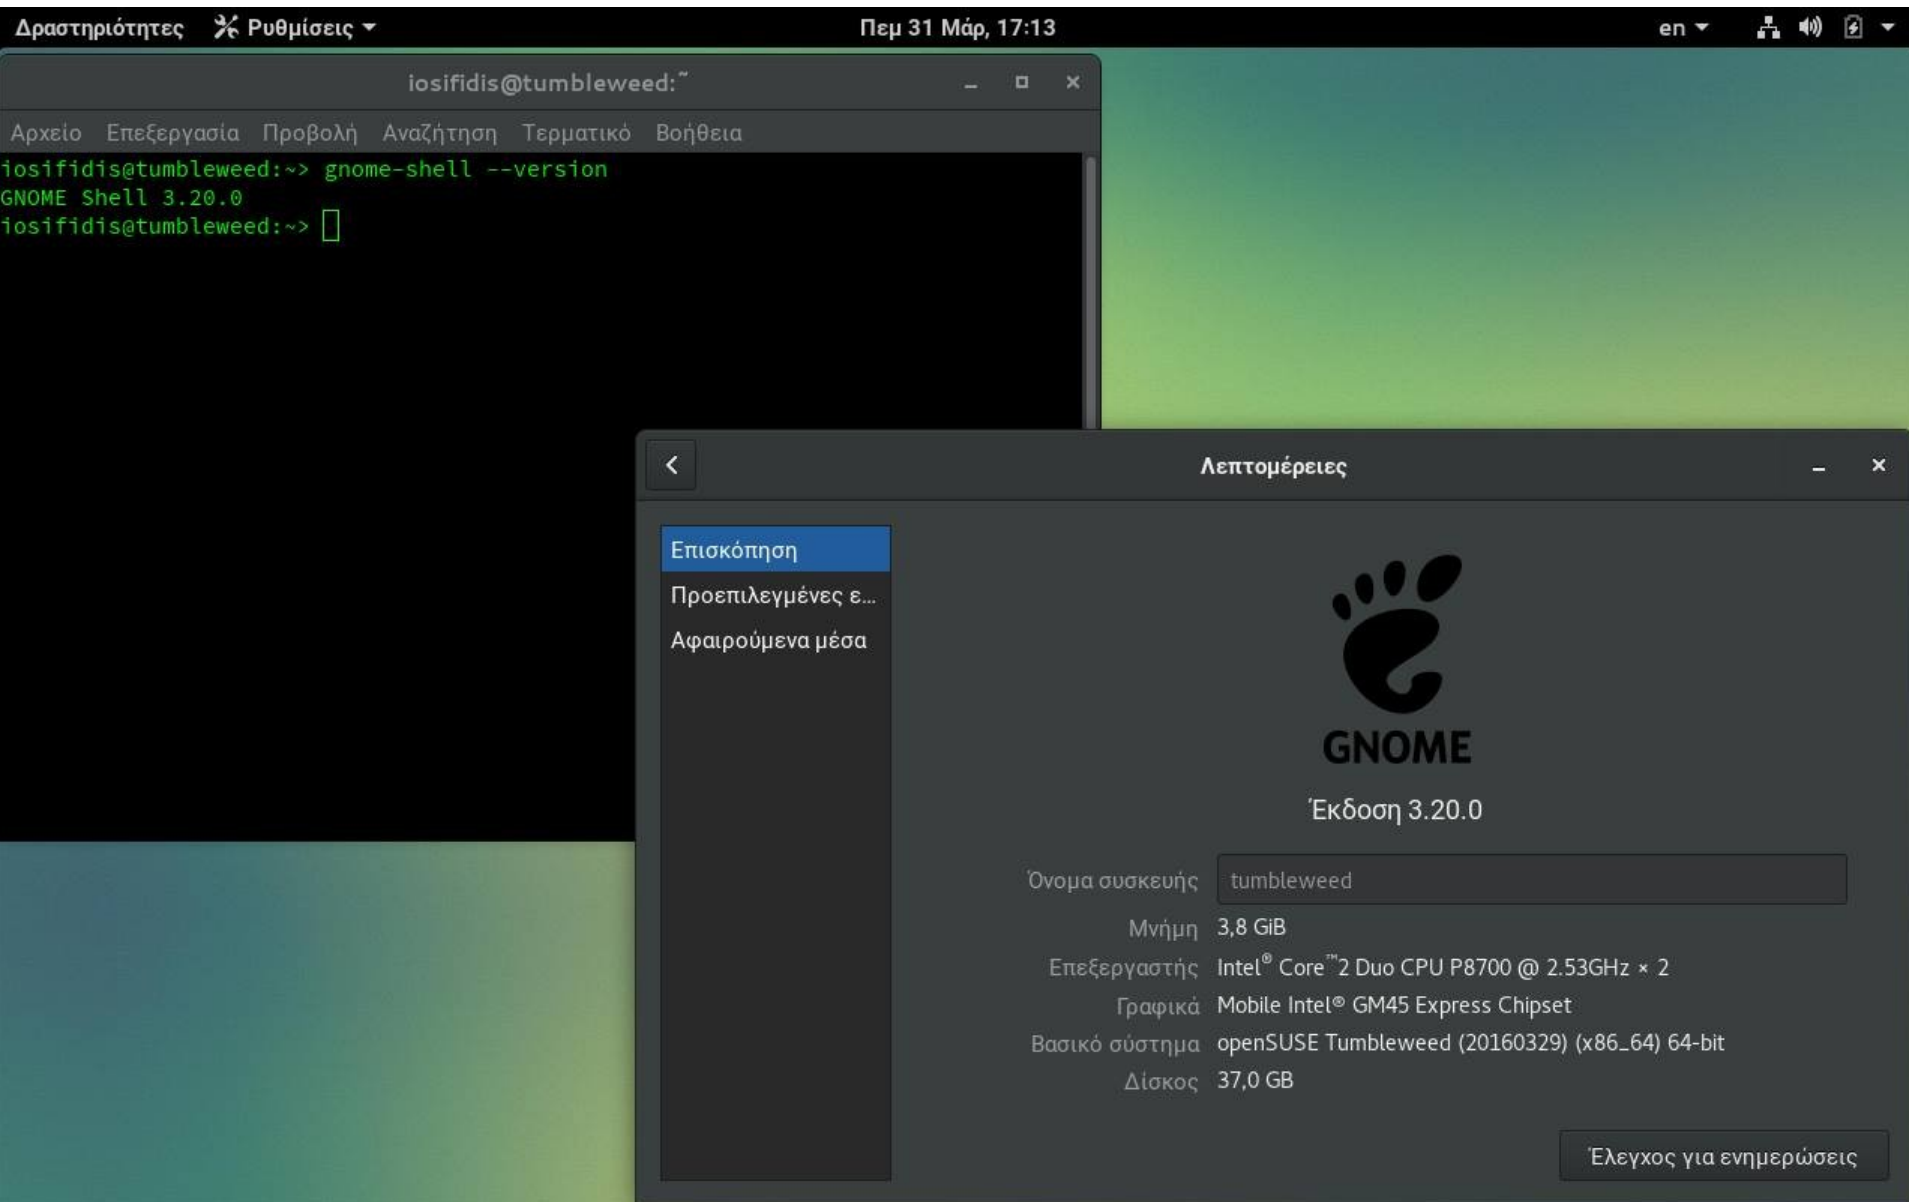 Δραστηριότητες Ρυθμίσεις Πεμ 31 Μάρ, 17:13 en
iosifidis@tumbleweed:~
Αρχείο Επεξεργασία Προβολή Αναζήτηση Τερματικό Βοήθεια
iosifidis@tumbleweed:~> gnome-shell --version
GNOME Shell 3.20.0
iosifidis@tumbleweed:~>
Λεπτομέρειες
Επισκόπηση
Προεπιλεγμένες ε...
Αφαιρούμενα μέσα
GNOME
Έκδοση 3.20.0
Όνομα συσκευής tumbleweed
Μνήμη 3,8 GiB
Επεξεργαστής Intel® Core™2 Duo CPU P8700 @ 2.53GHz × 2
Γραφικά Mobile Intel® GM45 Express Chipset
Βασικό σύστημα openSUSE Tumbleweed (20160329) (x86_64) 64-bit
Δίσκος 37,0 GB
Έλεγχος για ενημερώσεις